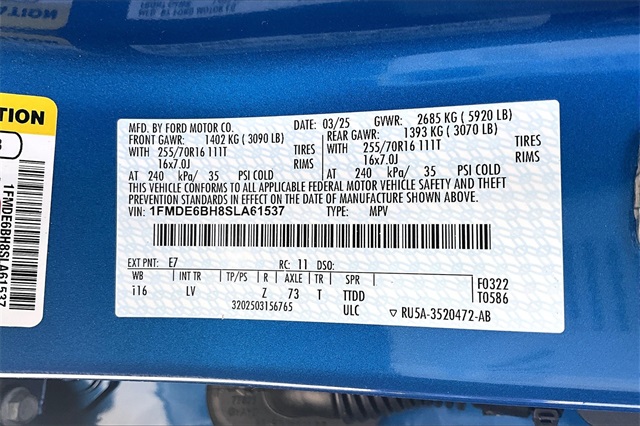 NTION
1FMDE6BH8SLA61537
MFD. BY FORD MOTOR CO.
DATE: 03/25 GVWR: 2685 KG ( 5920 LB)
FRONT GAWR: 1402 KG ( 3090 LB) REAR GAWR: 1393 KG ( 3070 LB)
WITH 255/70R16 111T TIRES WITH 255/70R16 111T TIRES
16x7.0J RIMS 16x7.0J RIMS
AT 240 kPa/ 35 PSI COLD AT 240 kPa/ 35 PSI COLD
THIS VEHICLE CONFORMS TO ALL APPLICABLE FEDERAL MOTOR VEHICLE SAFETY AND THEFT
PREVENTION STANDARDS IN EFFECT ON THE DATE OF MANUFACTURE SHOWN ABOVE.
VIN: 1FMDE6BH8SLA61537 TYPE: MPV
EXT PNT: E7 RC: 11 DSO:
WB INT TR TP/PS R AXLE TR SPR F0322
i16 LV Z 73 T TTDD T0586
3202503156765 ULC ▽ RU5A-3520472-AB